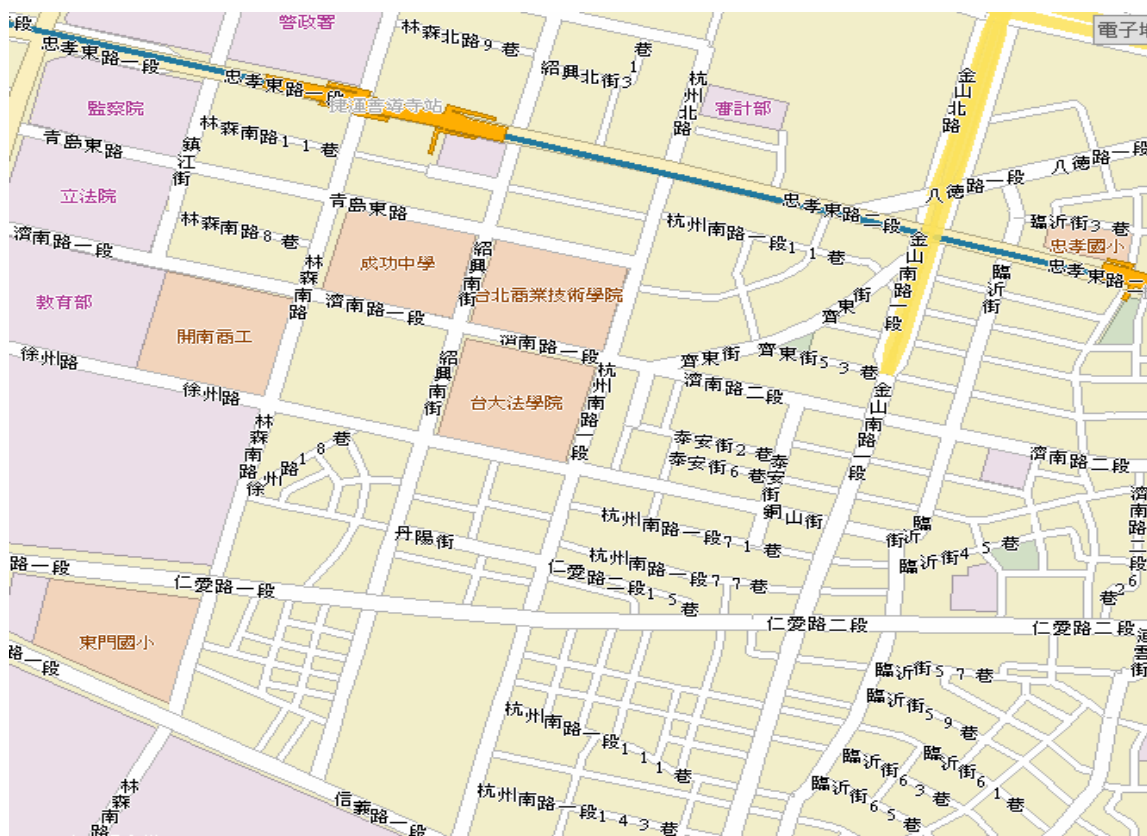 警政署
林森北路9巷
電子地
一段
忠孝東路一段
忠孝東路一段
捷運善導寺站
紹興北街3
巷1
杭州北路
審計部
金山北路
監察院
林森南路11巷
青島東路
鎮江街
八德路一段
八德路一段
立法院
林森南路8巷
青島東路
紹興南街
杭州南路一段11巷
忠孝東路二段
臨沂街3巷
忠孝國小
忠孝東路二
濟南路一段
成功中學
台北商業技術學院
金山南路一段
臨沂街
教育部
開南商工
林森南路
濟南路一段
濟南路一段
齊東街
齊東街
齊東街53巷
徐州路
徐州路
紹興南街
台大法學院
杭州南路一段
濟南路二段
金山南路一段
林森南路
徐州路18巷
泰安街2巷
泰安街6巷
泰安街
銅山街
濟南路二段
濟南路二段26巷
丹陽街
杭州南路一段71巷
杭州南路一段77巷
臨沂街
臨沂街45巷
路一段
仁愛路一段
仁愛路二段15巷
仁愛路二段
仁愛路二段
連雲街
東門國小
路一段
臨沂街57巷
臨沂街59巷
臨沂街61巷
臨沂街63巷
臨沂街65巷
杭州南路一段111巷
杭州南路一段143巷
信義路一段
林森南路